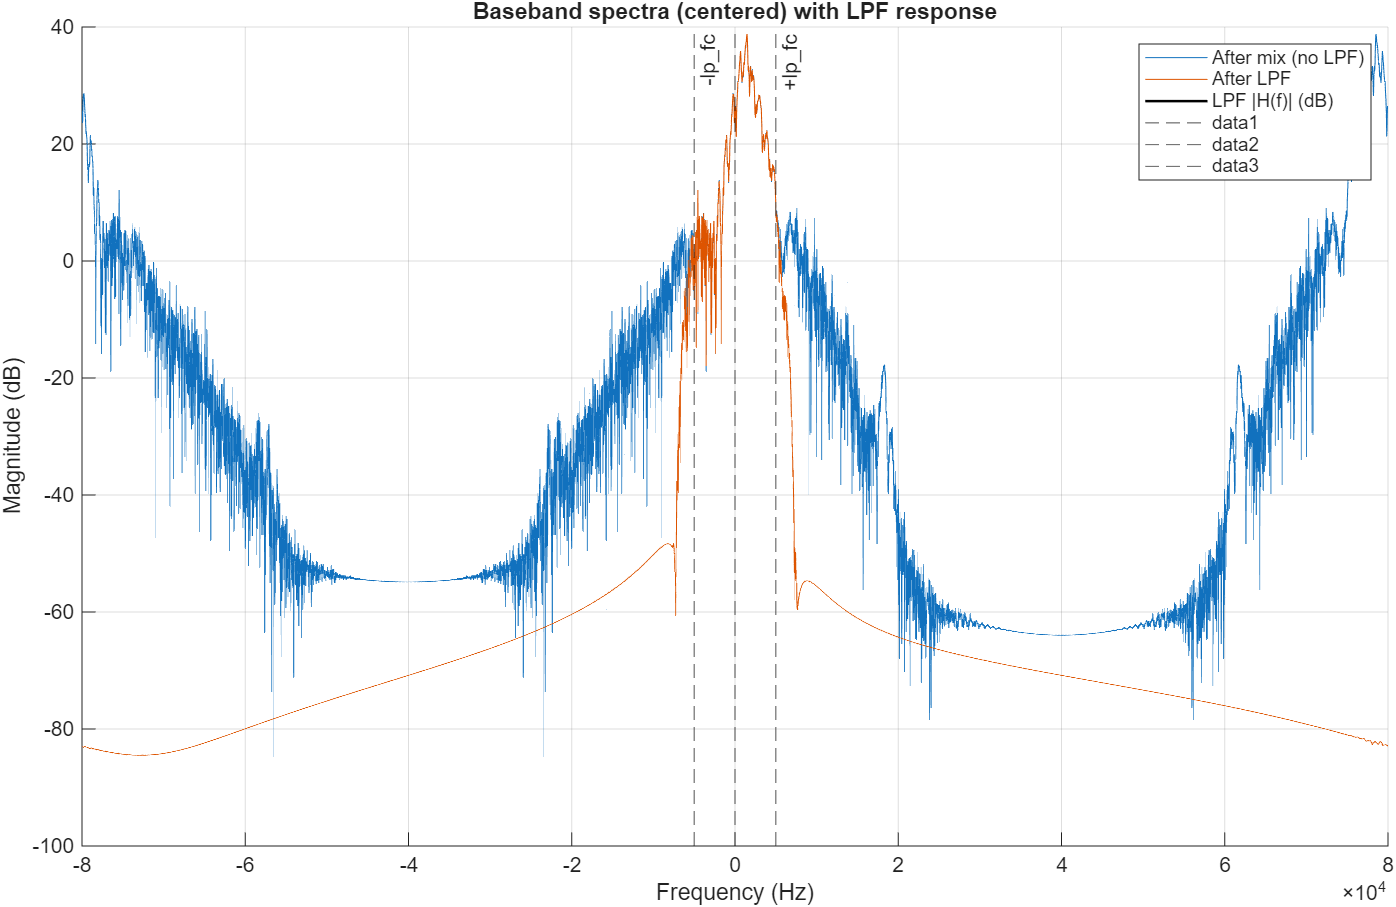 Baseband spectra (centered) with LPF response
40
20
0
-20
-40
-60
-80
-100
Magnitude (dB)
-lp_fc
+lp_fc
After mix (no LPF)
After LPF
LPF |H(f)| (dB)
data1
data2
data3
-8
-6
-4
-2
0
2
4
6
8
×10⁴
Frequency (Hz)